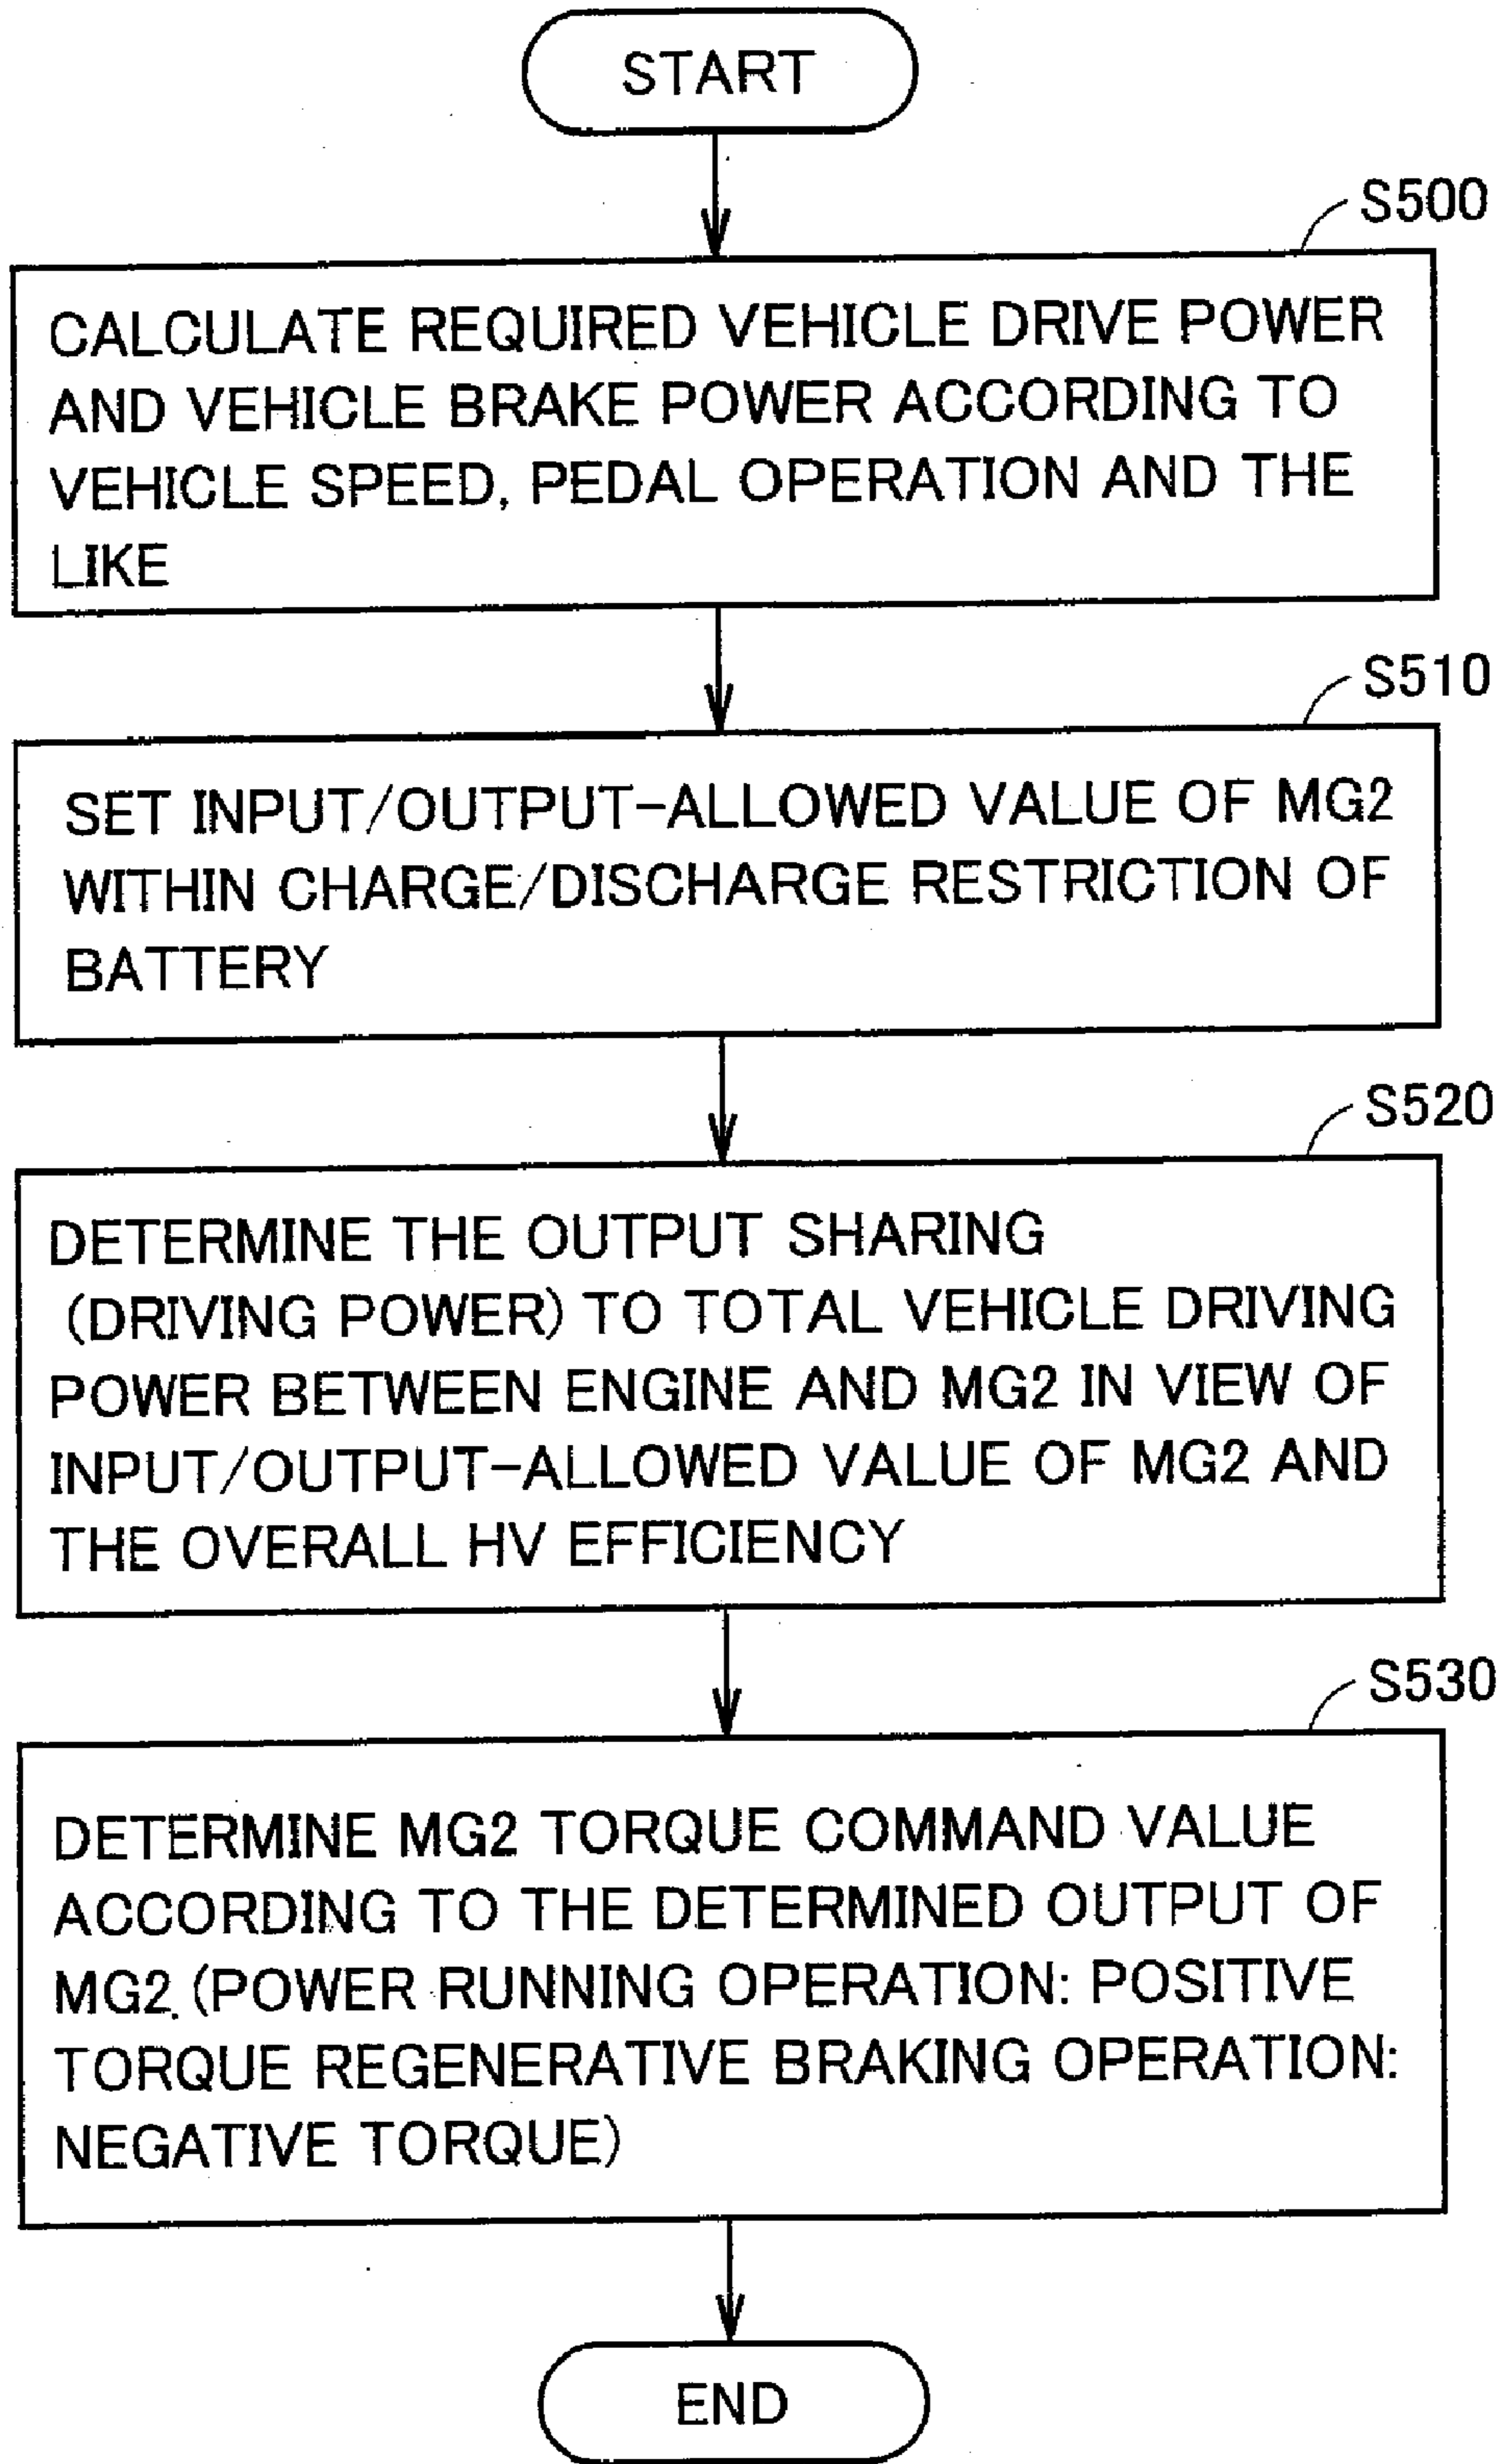 START
S500
CALCULATE REQUIRED VEHICLE DRIVE POWER
AND VEHICLE BRAKE POWER ACCORDING TO
VEHICLE SPEED, PEDAL OPERATION AND THE
LIKE
S510
SET INPUT/OUTPUT-ALLOWED VALUE OF MG2
WITHIN CHARGE/DISCHARGE RESTRICTION OF
BATTERY
S520
DETERMINE THE OUTPUT SHARING
(DRIVING POWER) TO TOTAL VEHICLE DRIVING
POWER BETWEEN ENGINE AND MG2 IN VIEW OF
INPUT/OUTPUT-ALLOWED VALUE OF MG2 AND
THE OVERALL HV EFFICIENCY
S530
DETERMINE MG2 TORQUE COMMAND VALUE
ACCORDING TO THE DETERMINED OUTPUT OF
MG2 (POWER RUNNING OPERATION: POSITIVE
TORQUE REGENERATIVE BRAKING OPERATION:
NEGATIVE TORQUE)
END